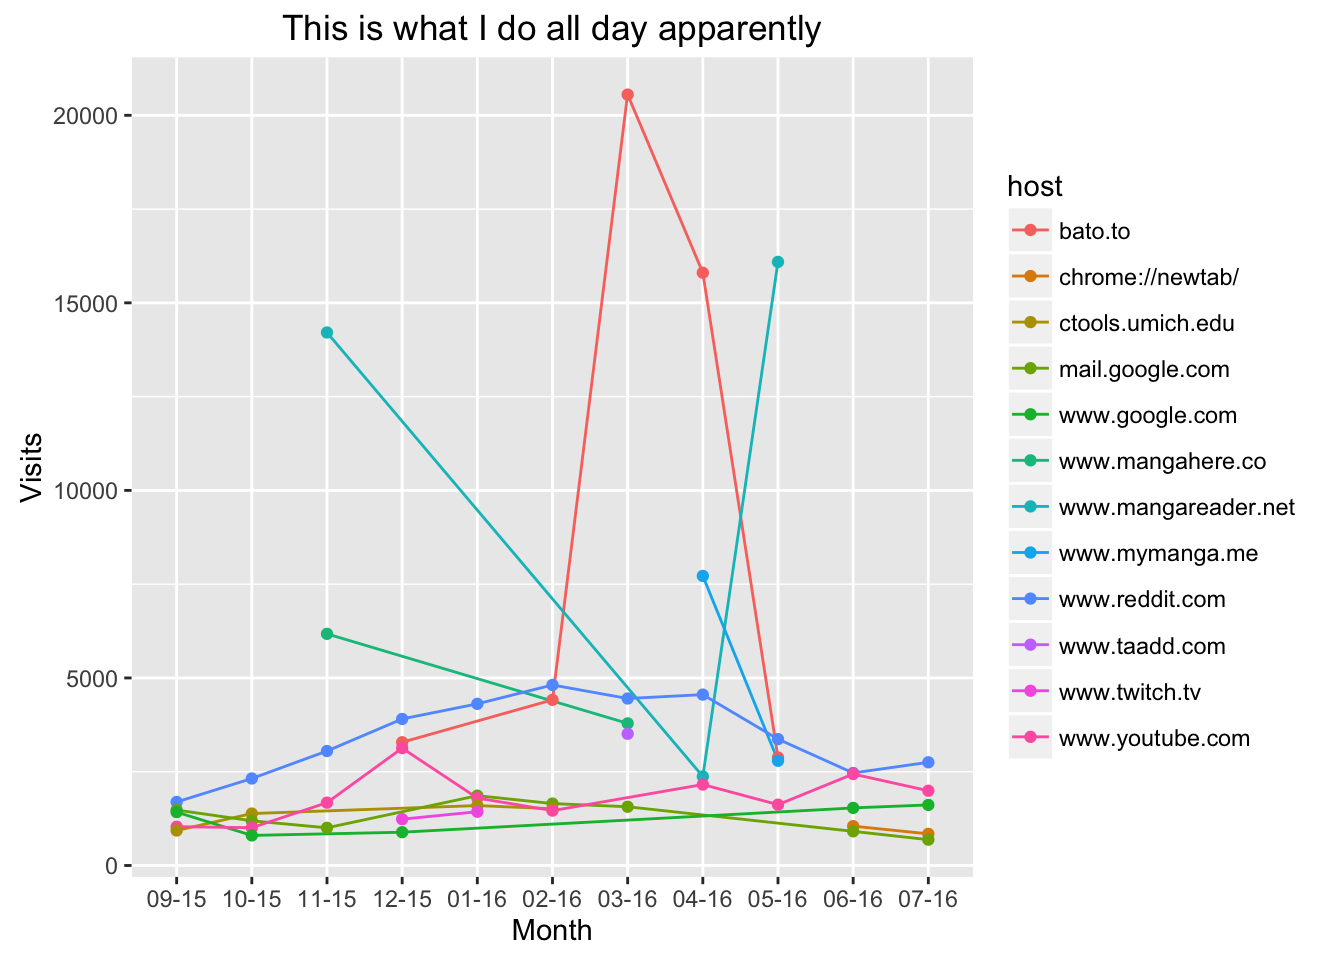 This is what I do all day apparently
20000
15000
10000
5000
0
Visits
09-15 10-15 11-15 12-15 01-16 02-16 03-16 04-16 05-16 06-16 07-16
Month
host
bato.to
chrome://newtab/
ctools.umich.edu
mail.google.com
www.google.com
www.mangahere.co
www.mangareader.net
www.mymanga.me
www.reddit.com
www.taadd.com
www.twitch.tv
www.youtube.com